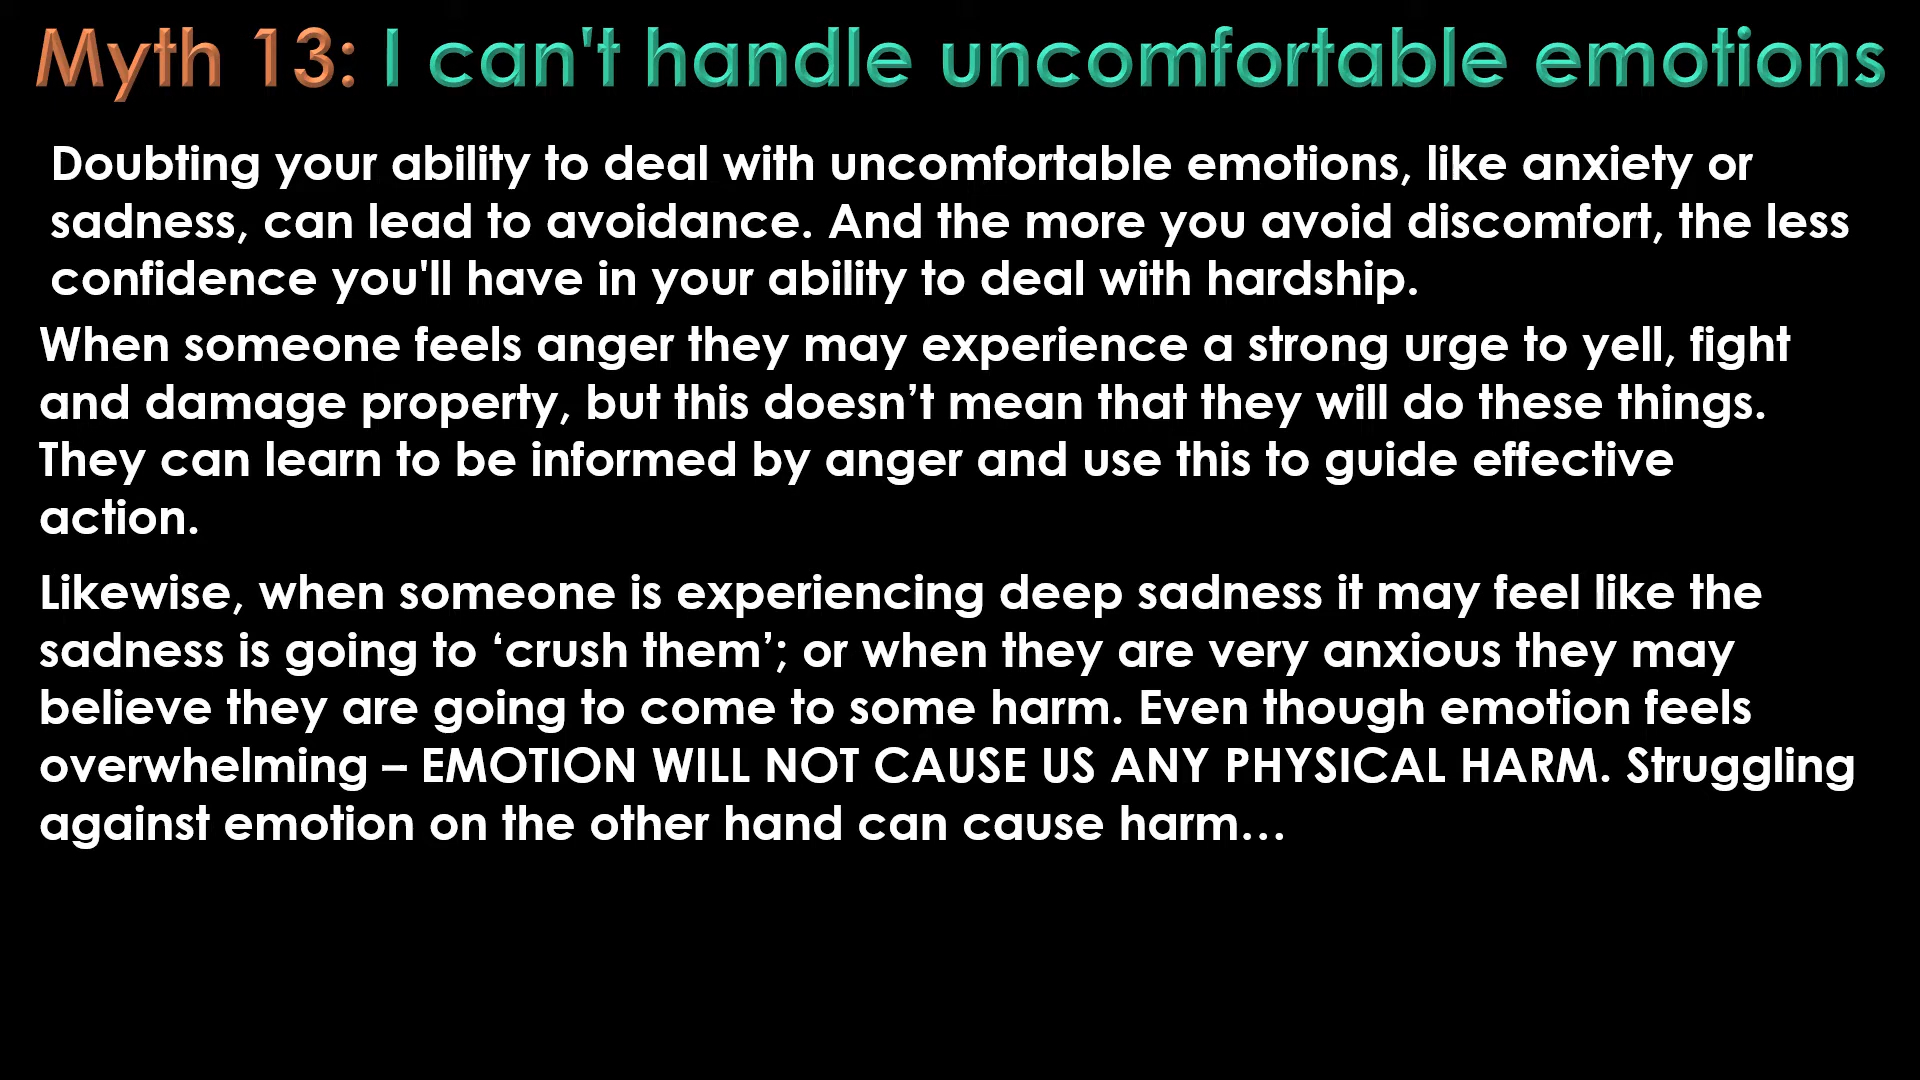 Myth 13: I can't handle uncomfortable emotions
Doubting your ability to deal with uncomfortable emotions, like anxiety or
sadness, can lead to avoidance. And the more you avoid discomfort, the less
confidence you'll have in your ability to deal with hardship.
When someone feels anger they may experience a strong urge to yell, fight
and damage property, but this doesn’t mean that they will do these things.
They can learn to be informed by anger and use this to guide effective
action.
Likewise, when someone is experiencing deep sadness it may feel like the
sadness is going to ‘crush them’; or when they are very anxious they may
believe they are going to come to some harm. Even though emotion feels
overwhelming – EMOTION WILL NOT CAUSE US ANY PHYSICAL HARM. Struggling
against emotion on the other hand can cause harm…